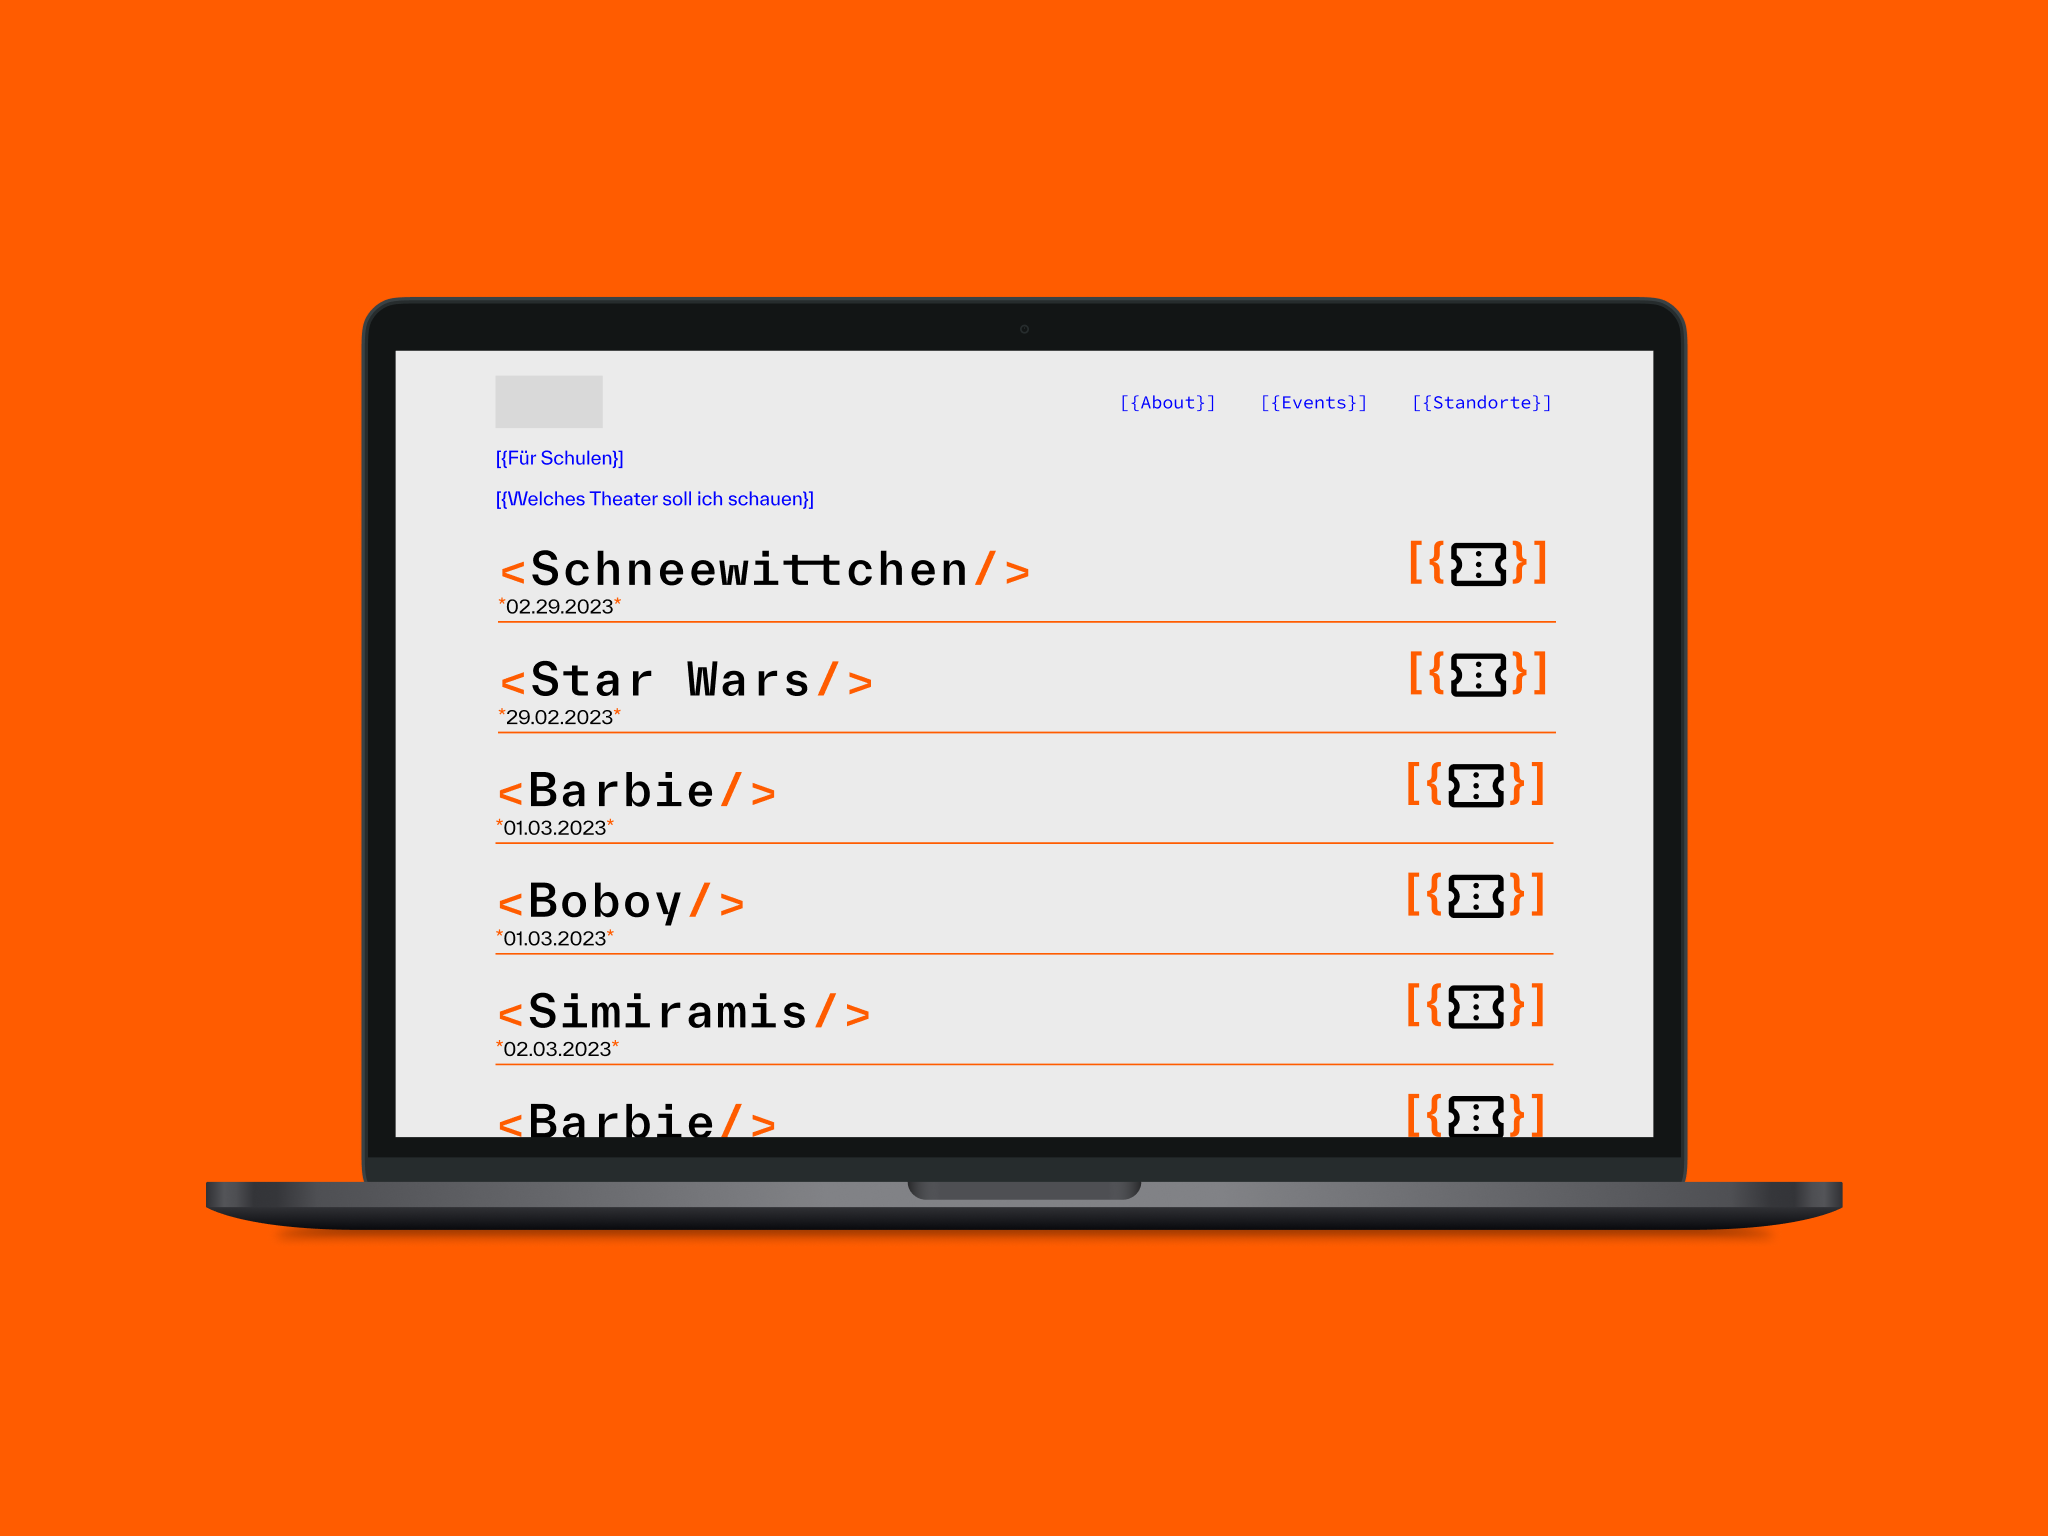 [{About}] [{Events}] [{Standorte}]
[{Für Schulen}]
[{Welches Theater soll ich schauen}]
<Schneewittchen/> [{}]
*02.29.2023*
<Star Wars/> [{}]
*29.02.2023*
<Barbie/> [{}]
*01.03.2023*
<Boboy/> [{}]
*01.03.2023*
<Simiramis/> [{}]
*02.03.2023*
<Barbie/> [{}]